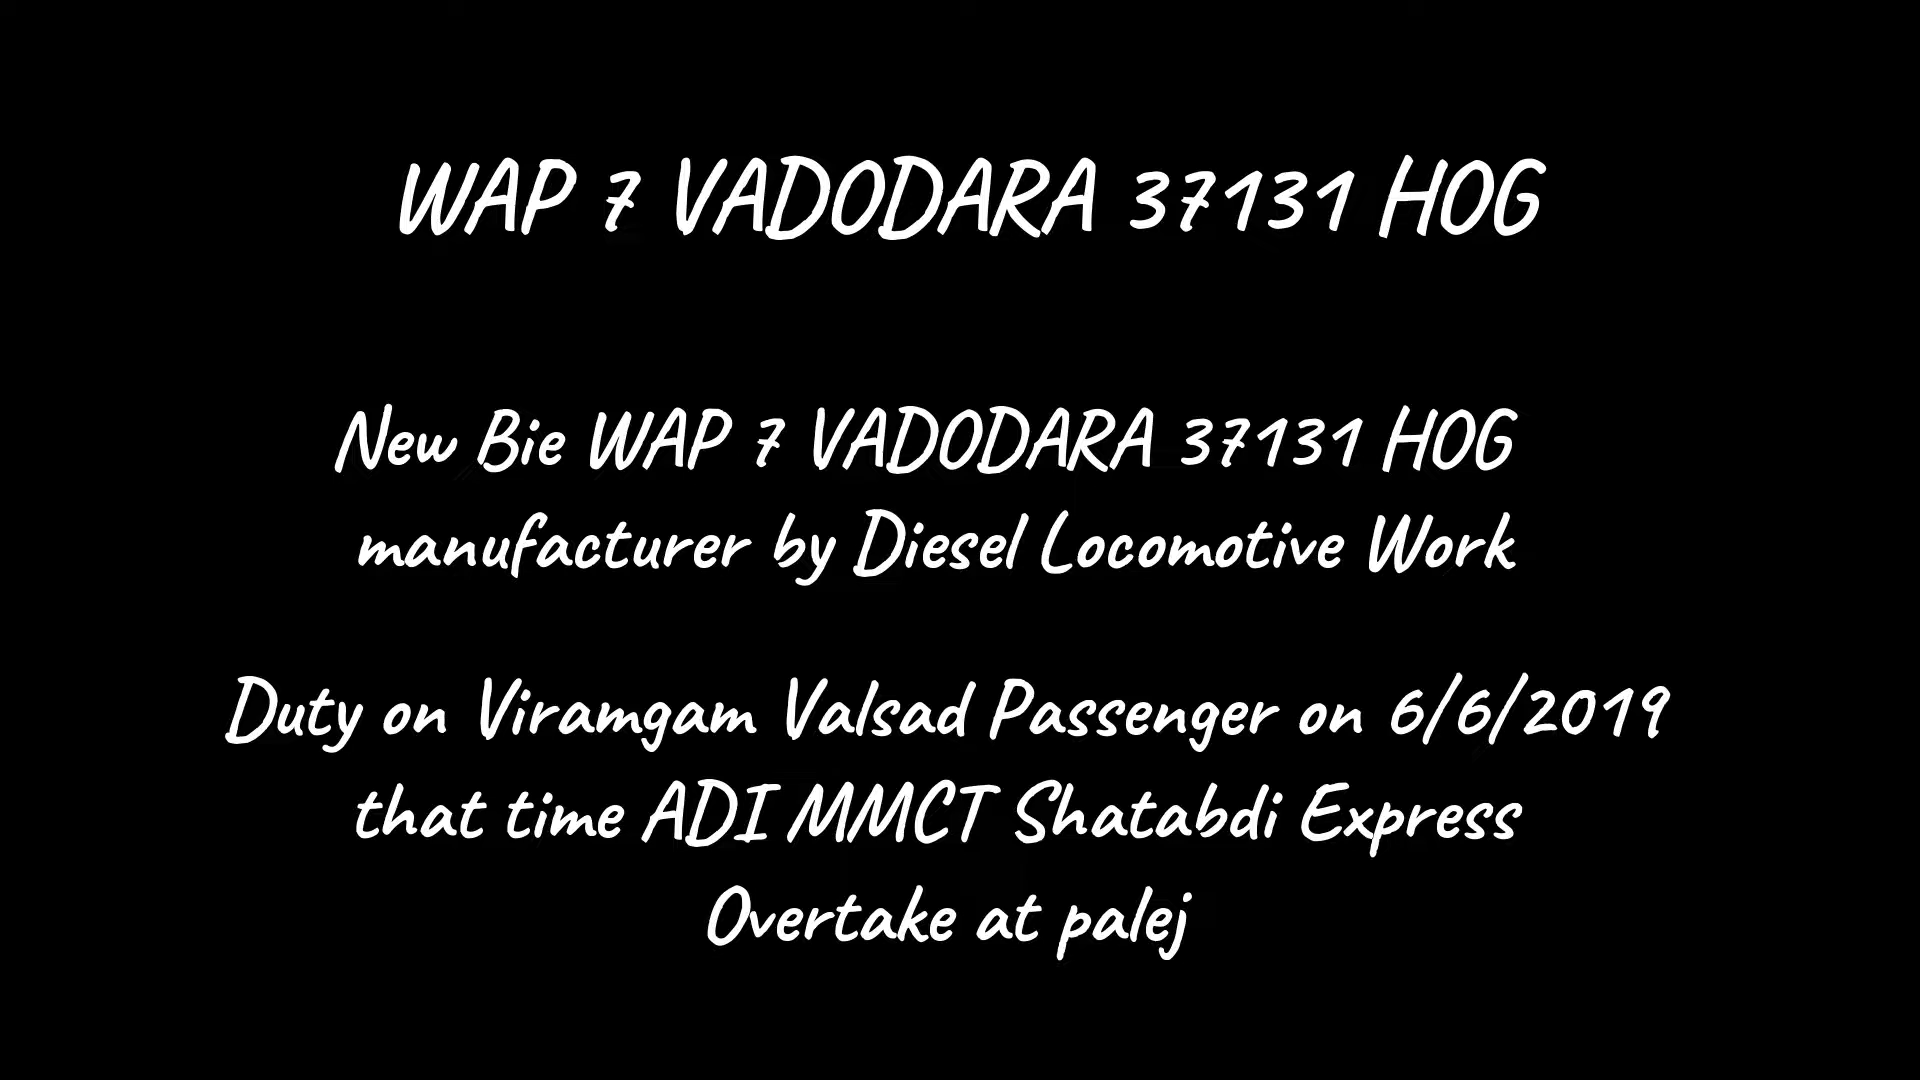 WAP 7 VADODARA 37131 HOG
New Bie WAP 7 VADODARA 37131 HOG
manufacturer by Diesel Locomotive Work
Duty on Viramgam Valsad Passenger on 6/6/2019
that time ADI MMCT Shatabdi Express
Overtake at palej